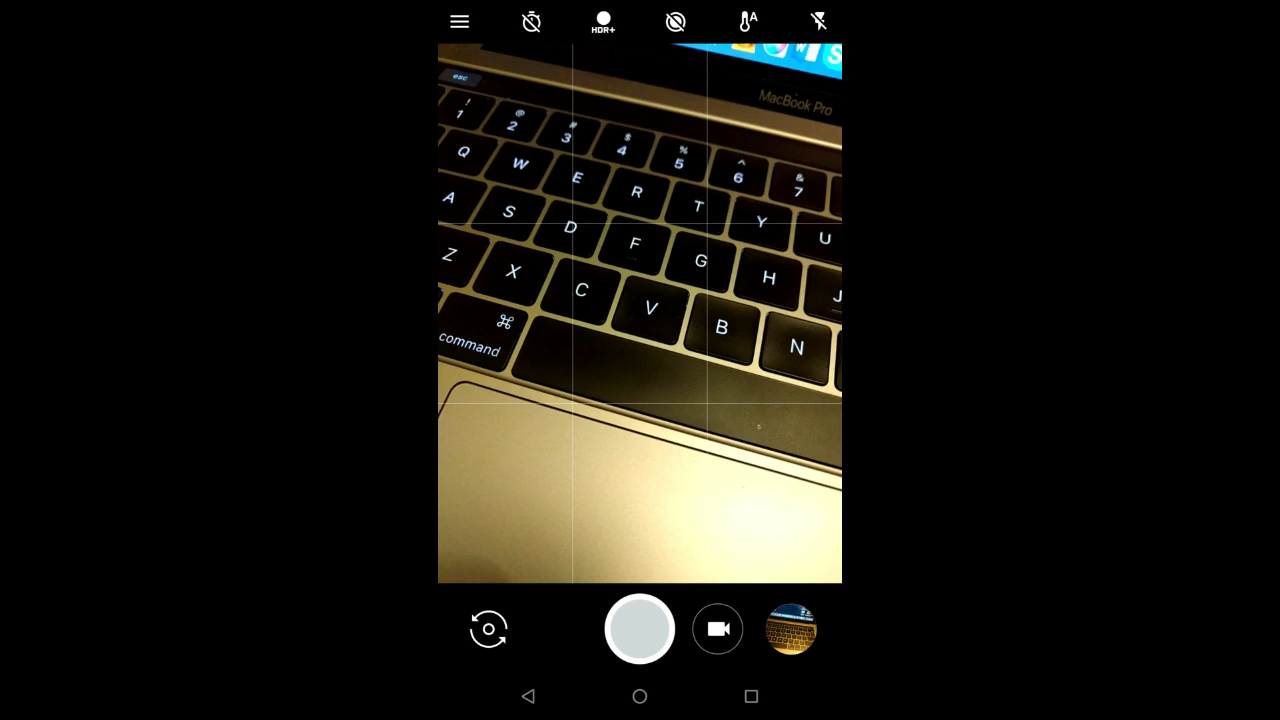 HDR+
A
W
S
MacBook Pro
esc
! @ # $ % ^ &
1 2 3 4 5 6 7
Q W E R T Y U
A S D F G H J
Z X C V B N
⌘
command